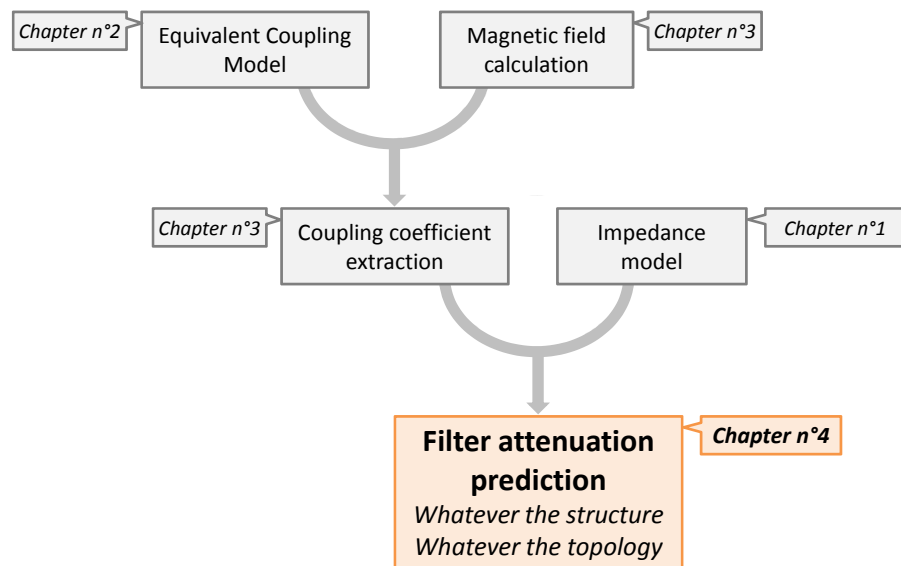 Chapter n°2
Equivalent Coupling
Model
Magnetic field
calculation
Chapter n°3
Chapter n°3
Coupling coefficient
extraction
Impedance
model
Chapter n°1
Filter attenuation
prediction
Whatever the structure
Whatever the topology
Chapter n°4